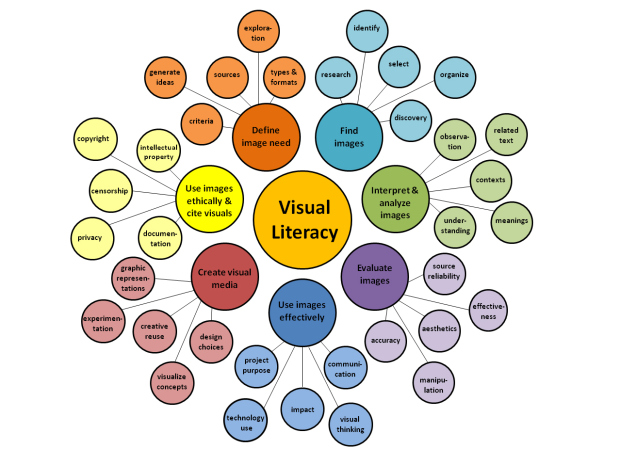 Visual
Literacy
Define
image need
criteria
generate
ideas
sources
explora-
tion
types &
formats
Find
images
research
identify
select
organize
discovery
Interpret &
analyze
images
observa-
tion
related
text
contexts
meanings
under-
standing
Evaluate
images
source
reliability
effective-
ness
aesthetics
manipu-
lation
accuracy
Use images
effectively
communi-
cation
visual
thinking
impact
technology
use
project
purpose
Create visual
media
design
choices
visualize
concepts
creative
reuse
experimen-
tation
graphic
represen-
tations
Use images
ethically &
cite visuals
documen-
tation
privacy
censorship
copyright
intellectual
property